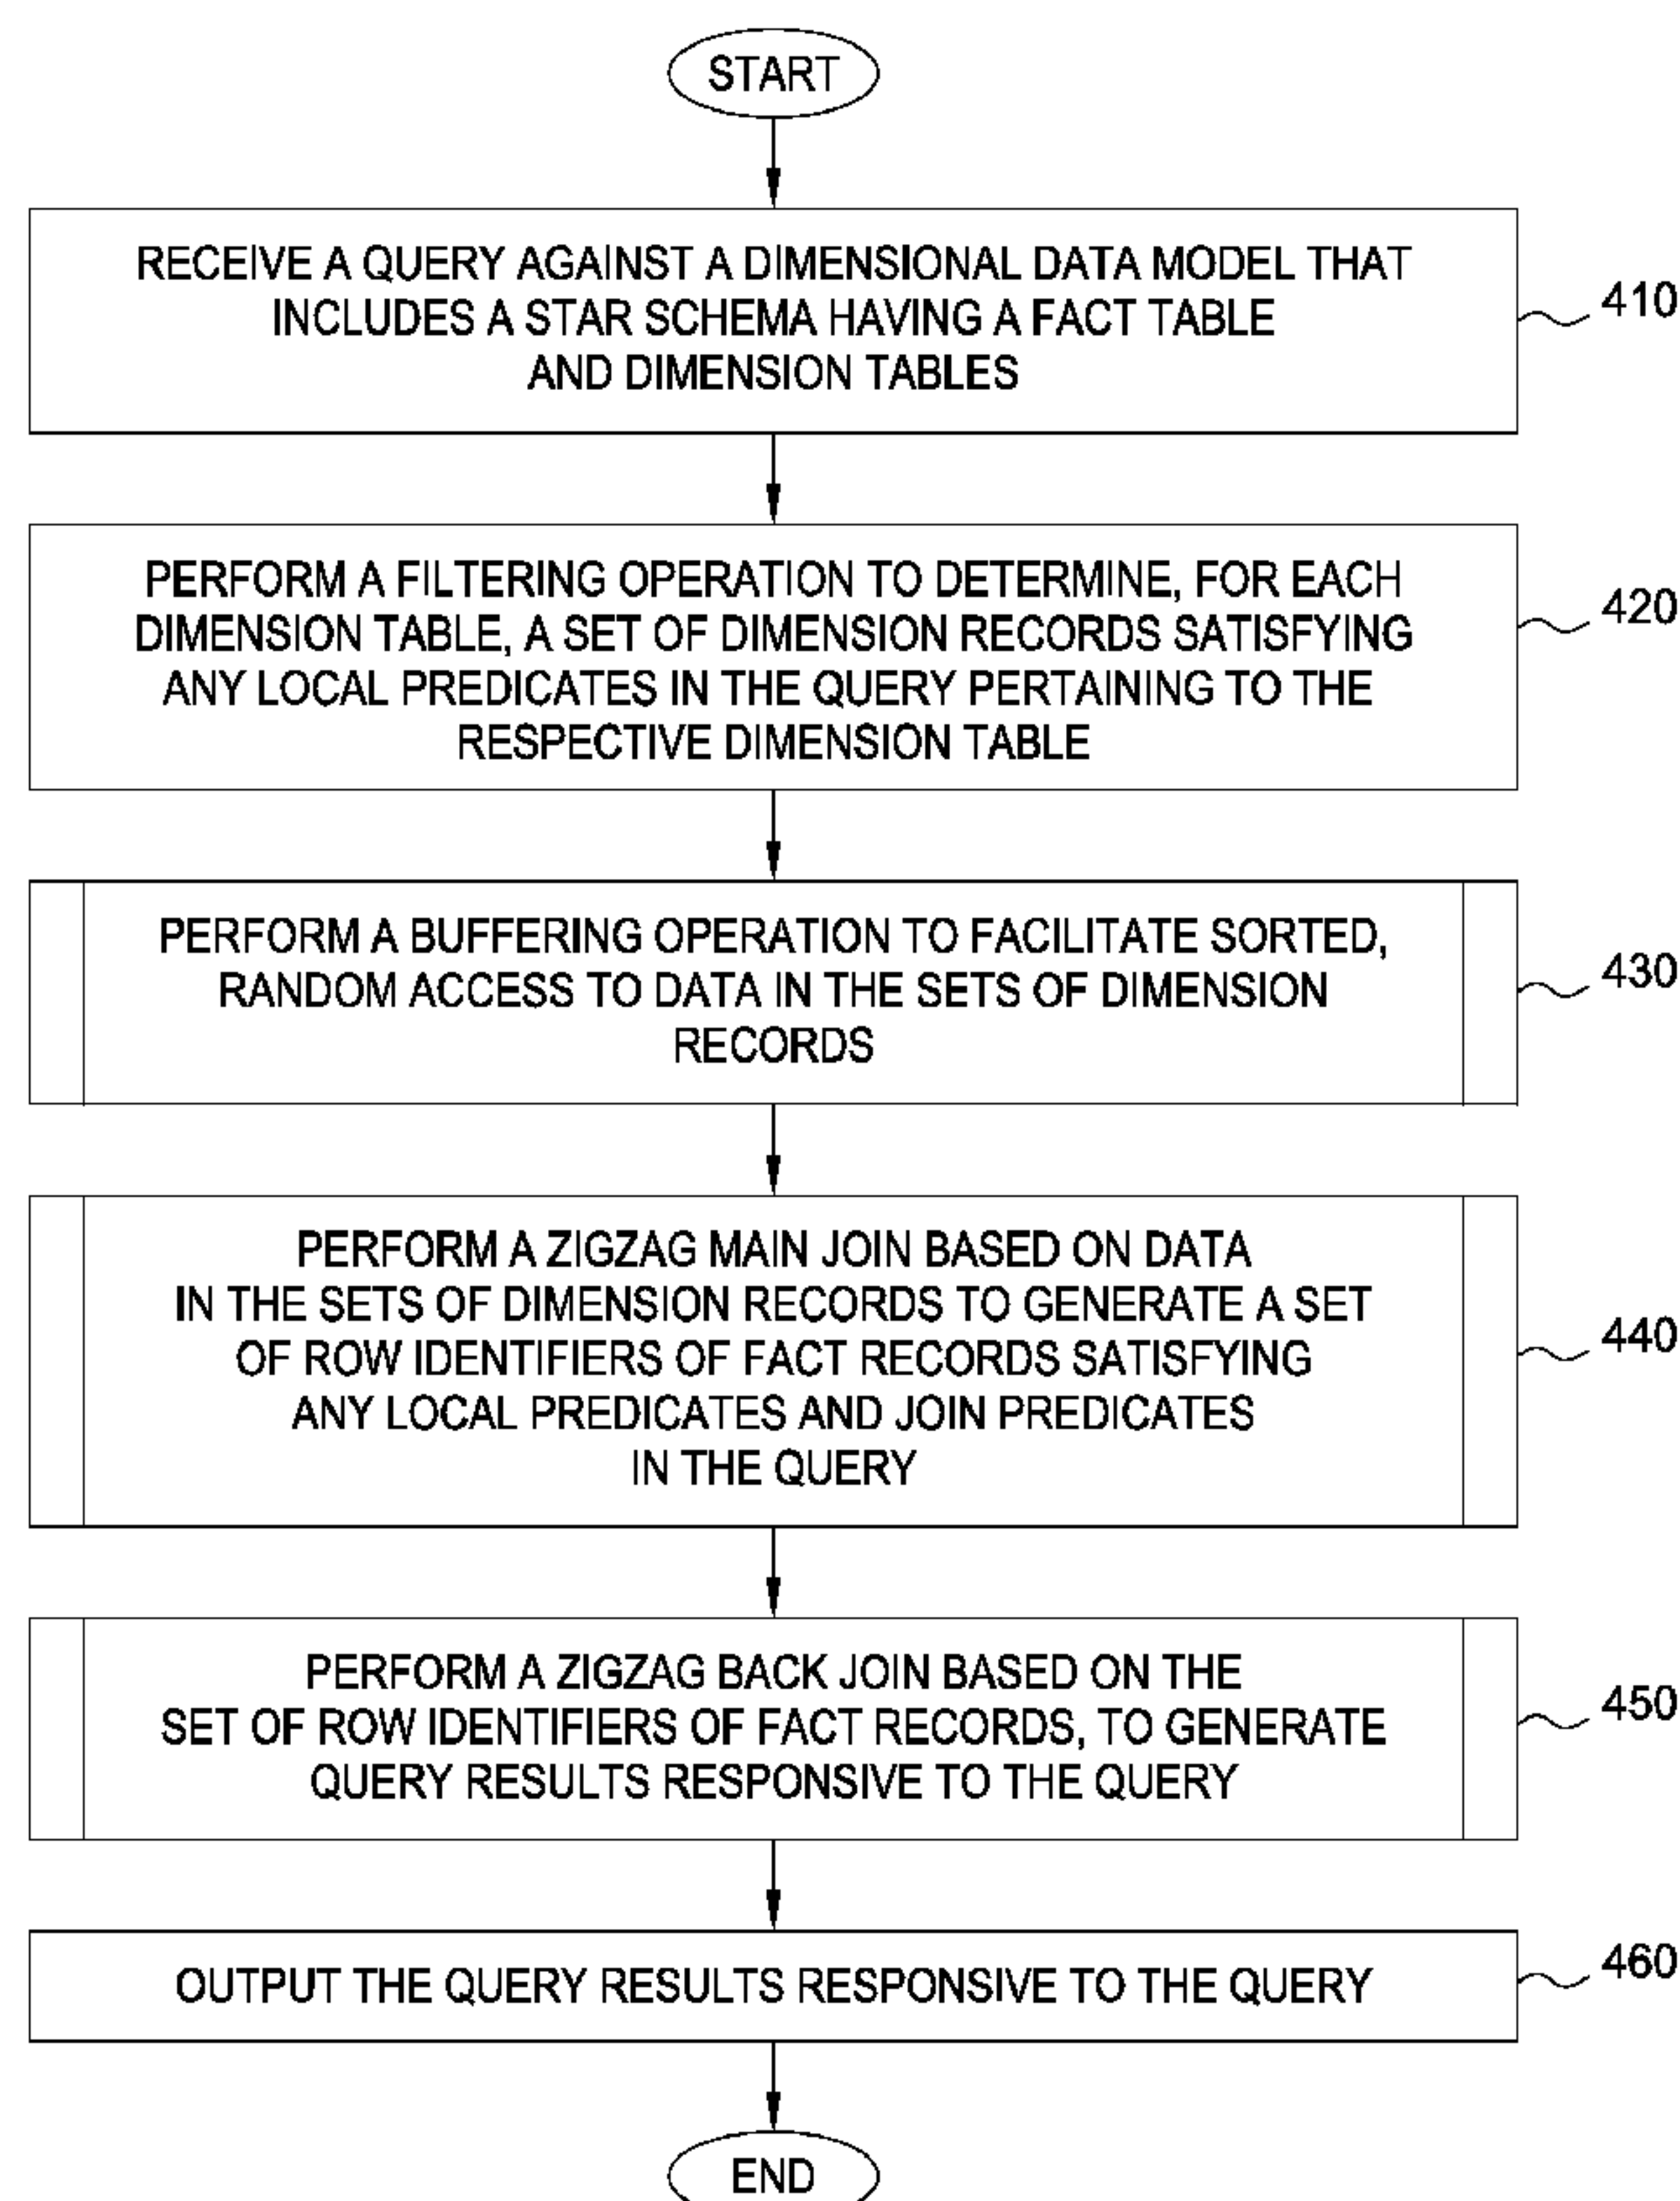 START
RECEIVE A QUERY AGAINST A DIMENSIONAL DATA MODEL THAT
INCLUDES A STAR SCHEMA HAVING A FACT TABLE
AND DIMENSION TABLES
410
PERFORM A FILTERING OPERATION TO DETERMINE, FOR EACH
DIMENSION TABLE, A SET OF DIMENSION RECORDS SATISFYING
ANY LOCAL PREDICATES IN THE QUERY PERTAINING TO THE
RESPECTIVE DIMENSION TABLE
420
PERFORM A BUFFERING OPERATION TO FACILITATE SORTED,
RANDOM ACCESS TO DATA IN THE SETS OF DIMENSION
RECORDS
430
PERFORM A ZIGZAG MAIN JOIN BASED ON DATA
IN THE SETS OF DIMENSION RECORDS TO GENERATE A SET
OF ROW IDENTIFIERS OF FACT RECORDS SATISFYING
ANY LOCAL PREDICATES AND JOIN PREDICATES
IN THE QUERY
440
PERFORM A ZIGZAG BACK JOIN BASED ON THE
SET OF ROW IDENTIFIERS OF FACT RECORDS, TO GENERATE
QUERY RESULTS RESPONSIVE TO THE QUERY
450
OUTPUT THE QUERY RESULTS RESPONSIVE TO THE QUERY
460
END